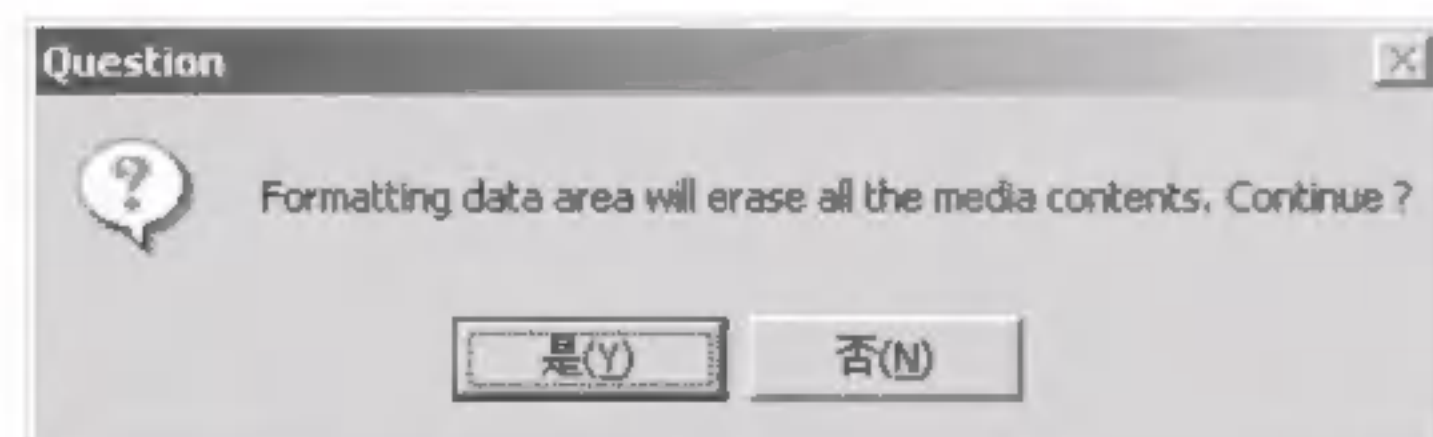 Question
Formatting data area will erase all the media contents. Continue ?
是(Y) 否(N)